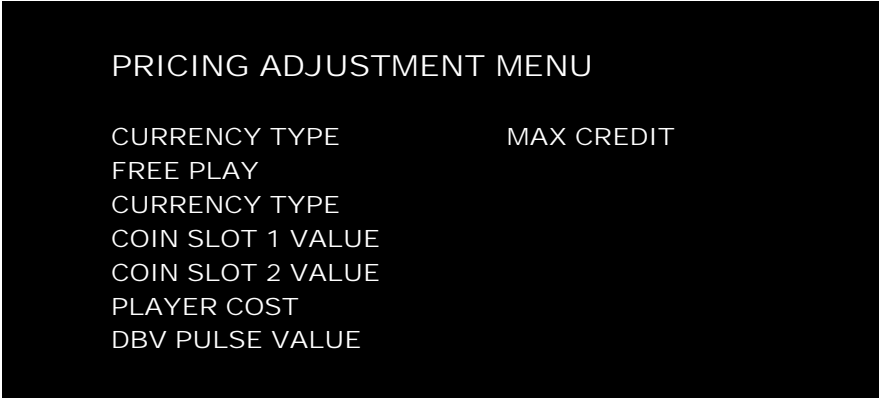 PRICING ADJUSTMENT MENU
CURRENCY TYPE MAX CREDIT
FREE PLAY
CURRENCY TYPE
COIN SLOT 1 VALUE
COIN SLOT 2 VALUE
PLAYER COST
DBV PULSE VALUE